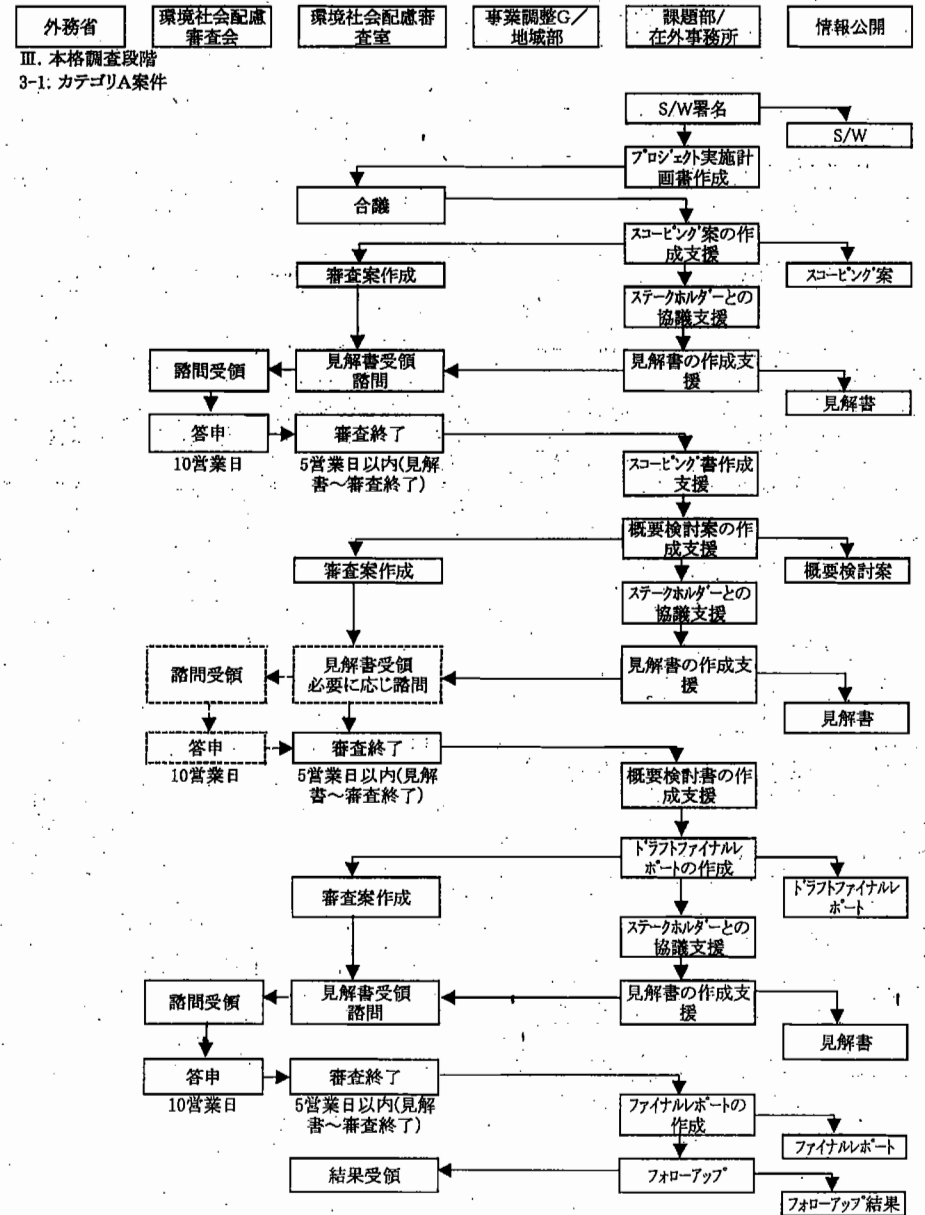 外務省
環境社会配慮
審査会
環境社会配慮審
査室
事業調整G／
地域部
課題部/
在外事務所
情報公開
Ⅲ. 本格調査段階
3-1: カテゴリA案件
S/W署名
S/W
プロジェクト実施計
画書作成
合議
スコーピング案の作
成支援
審査案作成
スコーピング案
ステークホルダーとの
協議支援
諮問受領
見解書受領
諮問
見解書の作成支
援
見解書
答申
審査終了
10営業日
5営業日以内(見解
書～審査終了)
スコーピング書作成
支援
概要検討案の作
成支援
審査案作成
概要検討案
ステークホルダーとの
協議支援
諮問受領
見解書受領
必要に応じ諮問
見解書の作成支
援
見解書
答申
審査終了
10営業日
5営業日以内(見解
書～審査終了)
概要検討書の作
成支援
ドラフトファイナルレ
ポートの作成
審査案作成
ドラフトファイナルレ
ポート
ステークホルダーとの
協議支援
諮問受領
見解書受領
諮問
見解書の作成支
援
見解書
答申
審査終了
10営業日
5営業日以内(見解
書～審査終了)
ファイナルレポートの
作成
ファイナルレポート
結果受領
フォローアップ
フォローアップ結果